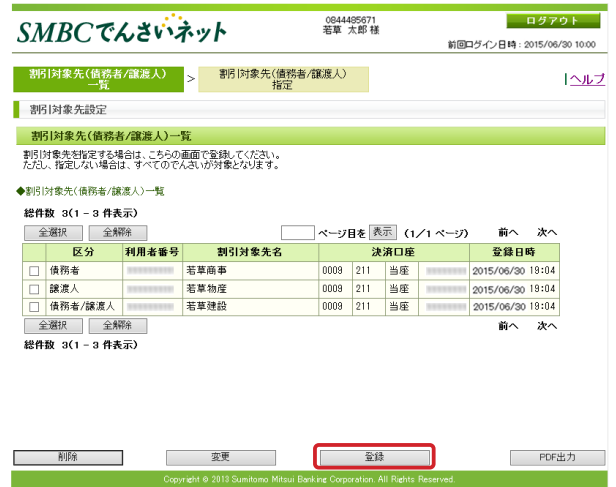 SMBCでんさいネット
0844485671
若草 太郎 様
ログアウト
前回ログイン日時：2015/06/30 10:00
割引対象先(債務者/譲渡人)
一覧
>
割引対象先(債務者/譲渡人)
指定
|ヘルプ
割引対象先設定
割引対象先(債務者/譲渡人)一覧
割引対象先を指定する場合は、こちらの画面で登録してください。
ただし、指定しない場合は、すべてのでんさいが対象となります。
◆割引対象先(債務者/譲渡人)一覧
総件数 3(1 - 3 件表示)
全選択 全解除 ページ目を 表示 (1/1 ページ) 前へ 次へ
区分 利用者番号 割引対象先名 決済口座 登録日時
債務者 若草商事 0009 211 当座 2015/06/30 19:04
譲渡人 若草物産 0009 211 当座 2015/06/30 19:04
債務者/譲渡人 若草建設 0009 211 当座 2015/06/30 19:04
全選択 全解除 前へ 次へ
総件数 3(1 - 3 件表示)
削除 変更 登録 PDF出力
Copyright © 2013 Sumitomo Mitsui Banking Corporation. All Rights Reserved.